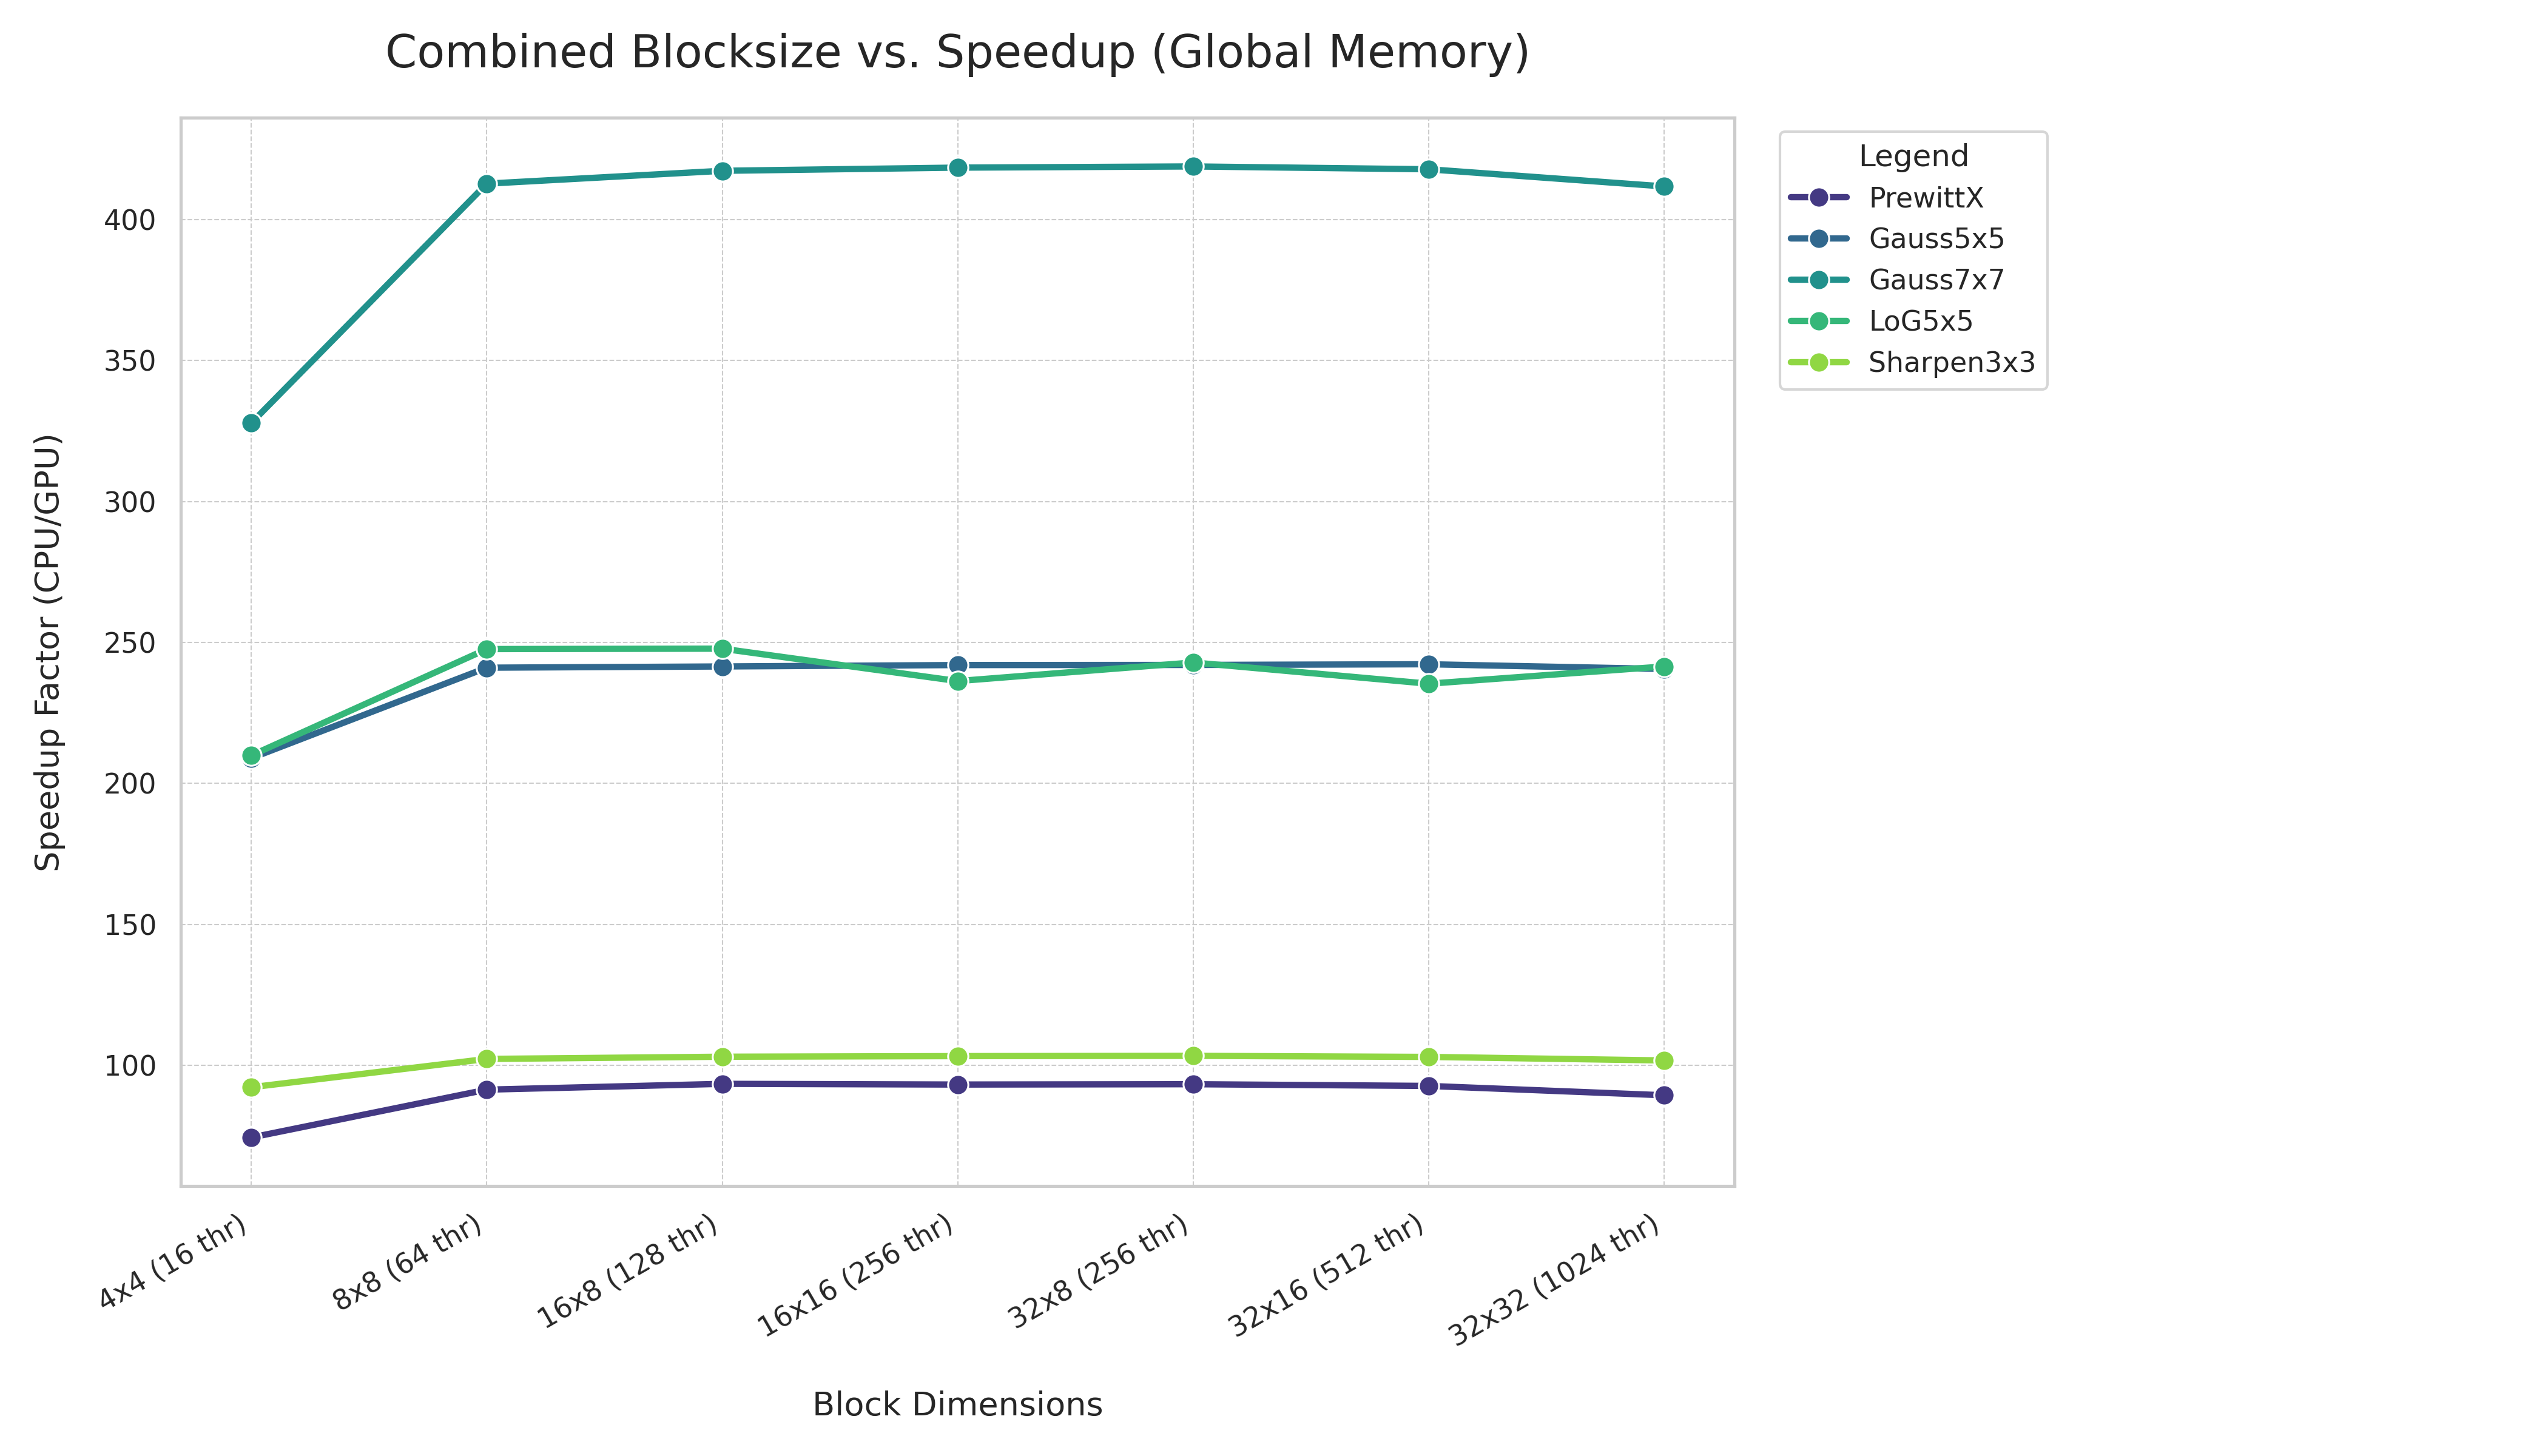 Combined Blocksize vs. Speedup (Global Memory)
Speedup Factor (CPU/GPU)
400
350
300
250
200
150
100
4x4 (16 thr)
8x8 (64 thr)
16x8 (128 thr)
16x16 (256 thr)
32x8 (256 thr)
32x16 (512 thr)
32x32 (1024 thr)
Block Dimensions
Legend
PrewittX
Gauss5x5
Gauss7x7
LoG5x5
Sharpen3x3